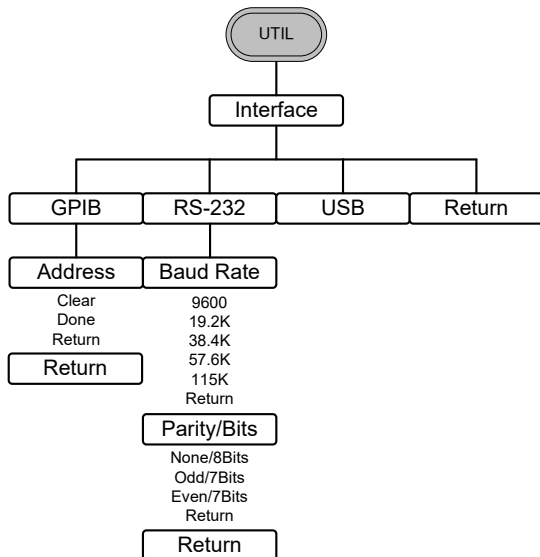 UTIL
Interface
GPIB
RS-232
USB
Return
Address
Clear
Done
Return
Return
Baud Rate
9600
19.2K
38.4K
57.6K
115K
Return
Parity/Bits
None/8Bits
Odd/7Bits
Even/7Bits
Return
Return